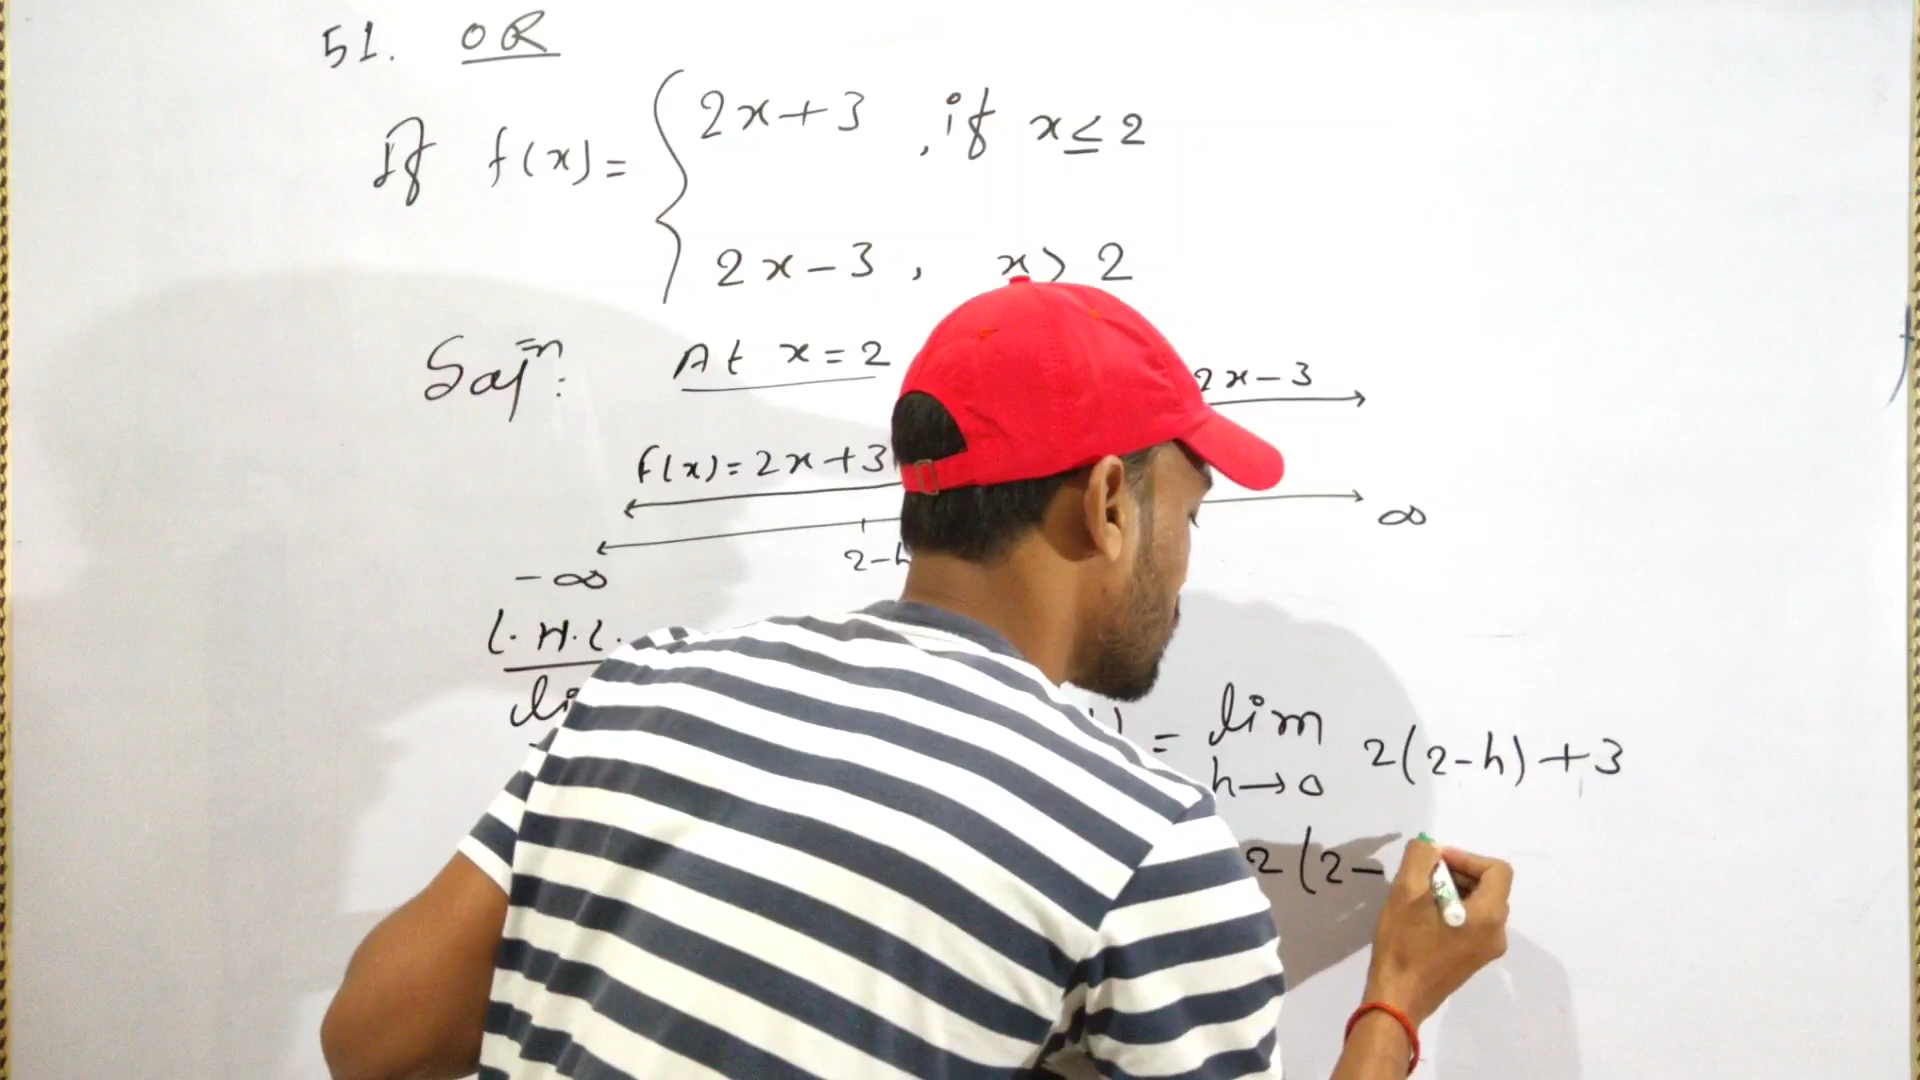 51. OR
If f(x)= { 2x+3 , if x≤2
2x-3 , x>2
Sol=n:
At x=2
2x-3
f(x)=2x+3
∞
2-h
-∞
L.H.L.
= lim 2(2-h)+3
h→0
2(2-